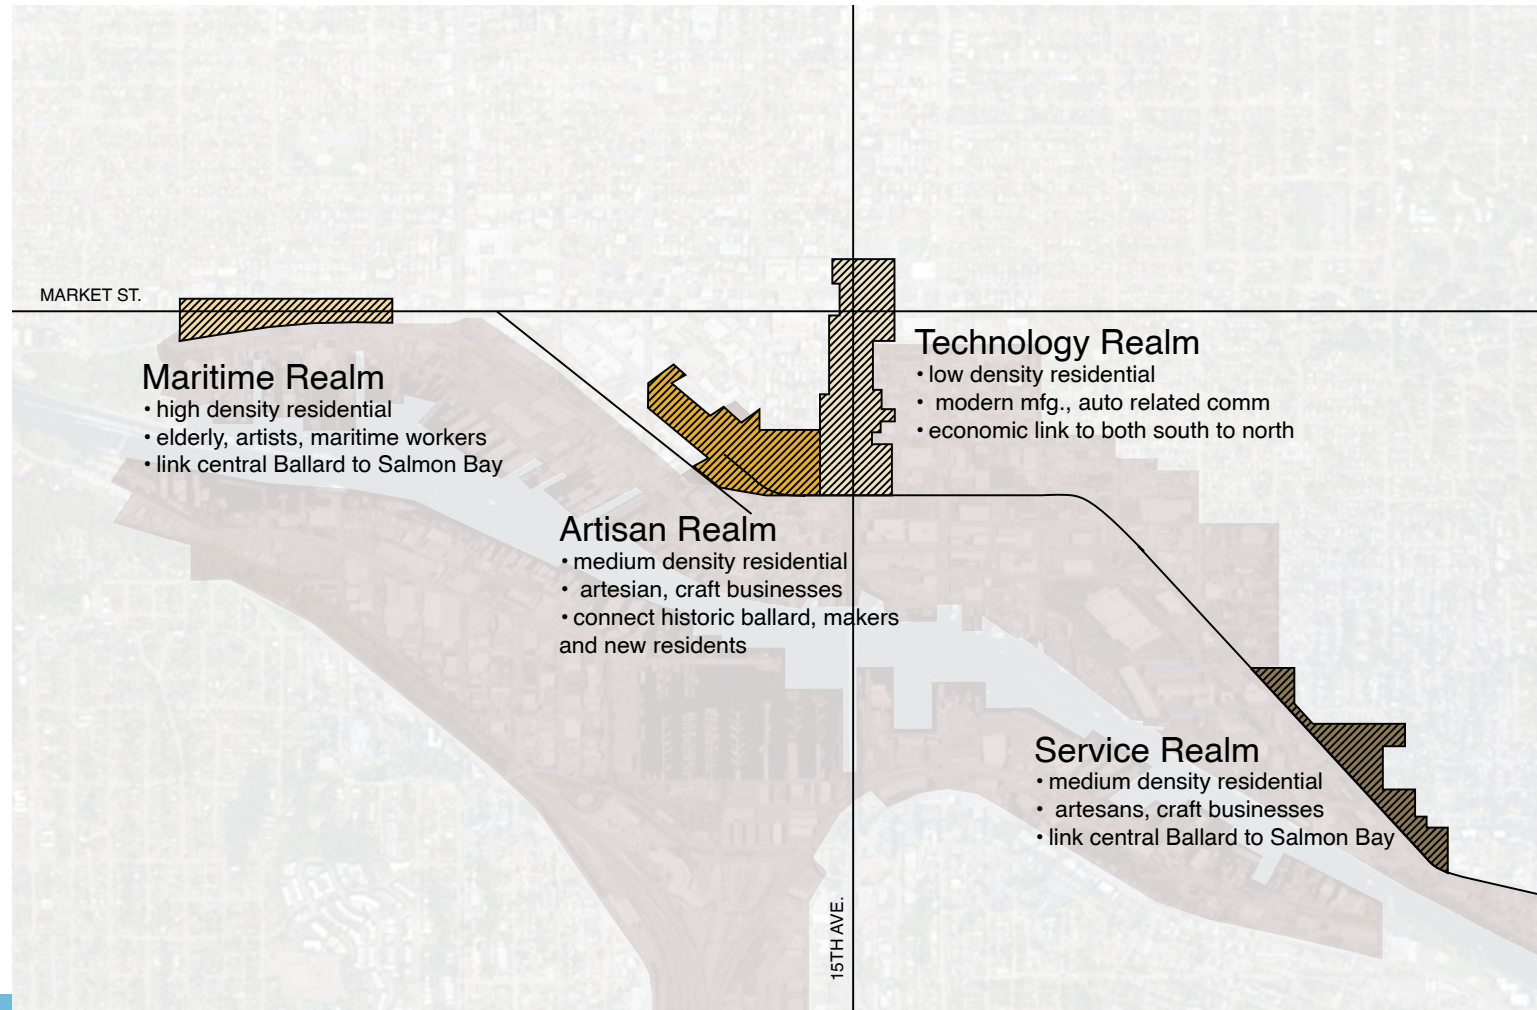 MARKET ST.
Maritime Realm
• high density residential
• elderly, artists, maritime workers
• link central Ballard to Salmon Bay
Technology Realm
• low density residential
• modern mfg., auto related comm
• economic link to both south to north
Artisan Realm
• medium density residential
• artesian, craft businesses
• connect historic ballard, makers
and new residents
Service Realm
• medium density residential
• artesans, craft businesses
• link central Ballard to Salmon Bay
15TH AVE.